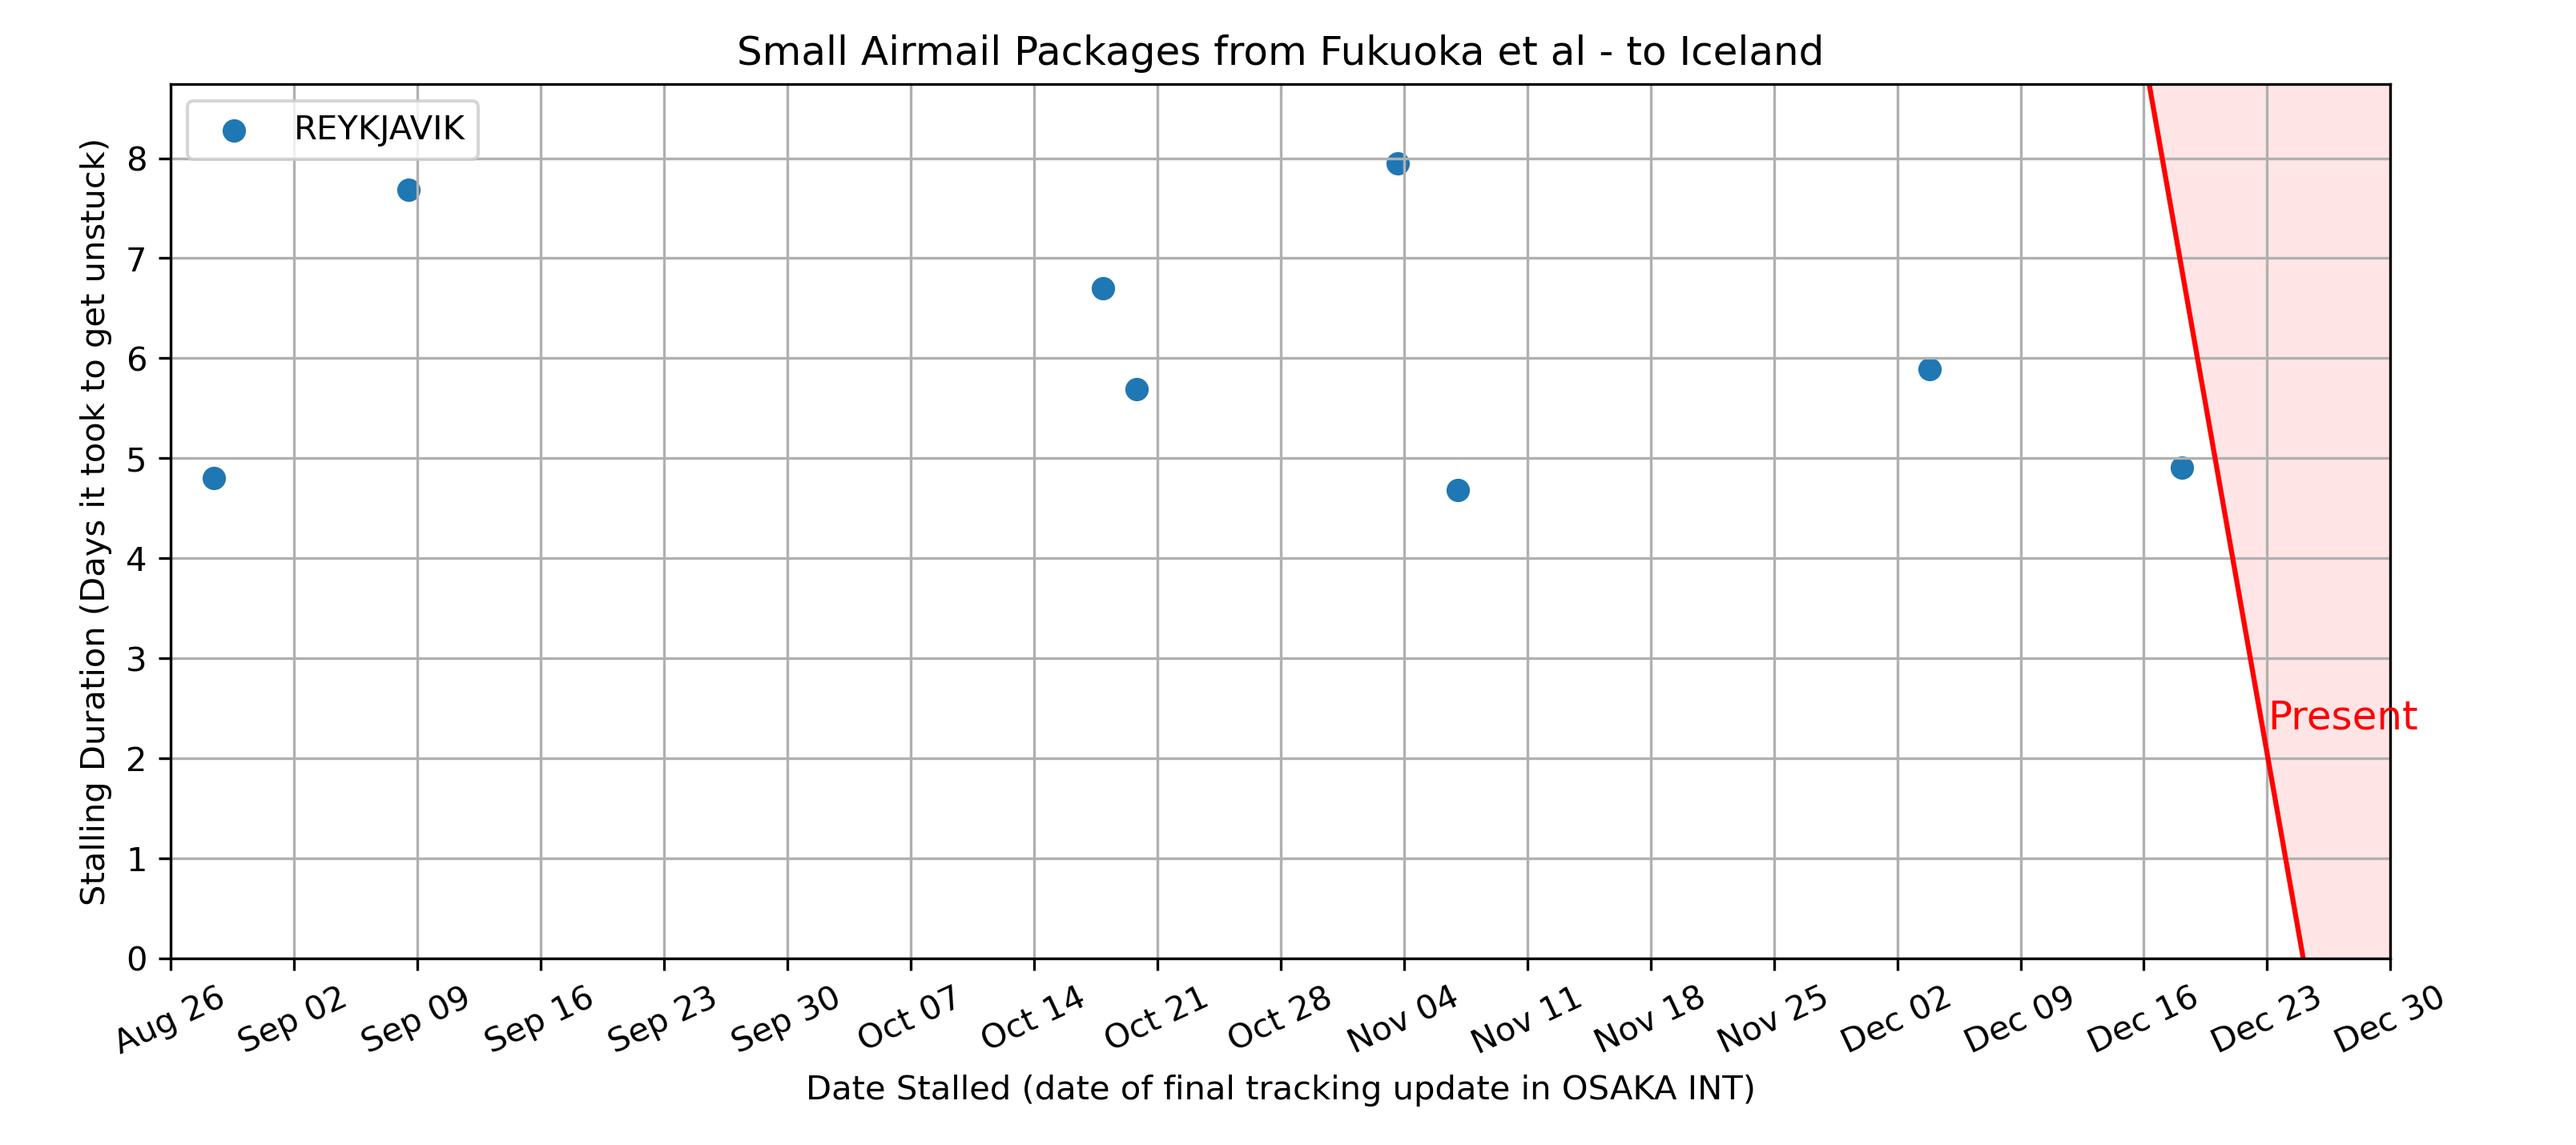 Small Airmail Packages from Fukuoka et al - to Iceland
REYKJAVIK
Stalling Duration (Days it took to get unstuck)
8
7
6
5
4
3
2
1
0
Present
Aug 26 Sep 02 Sep 09 Sep 16 Sep 23 Sep 30 Oct 07 Oct 14 Oct 21 Oct 28 Nov 04 Nov 11 Nov 18 Nov 25 Dec 02 Dec 09 Dec 16 Dec 23 Dec 30
Date Stalled (date of final tracking update in OSAKA INT)